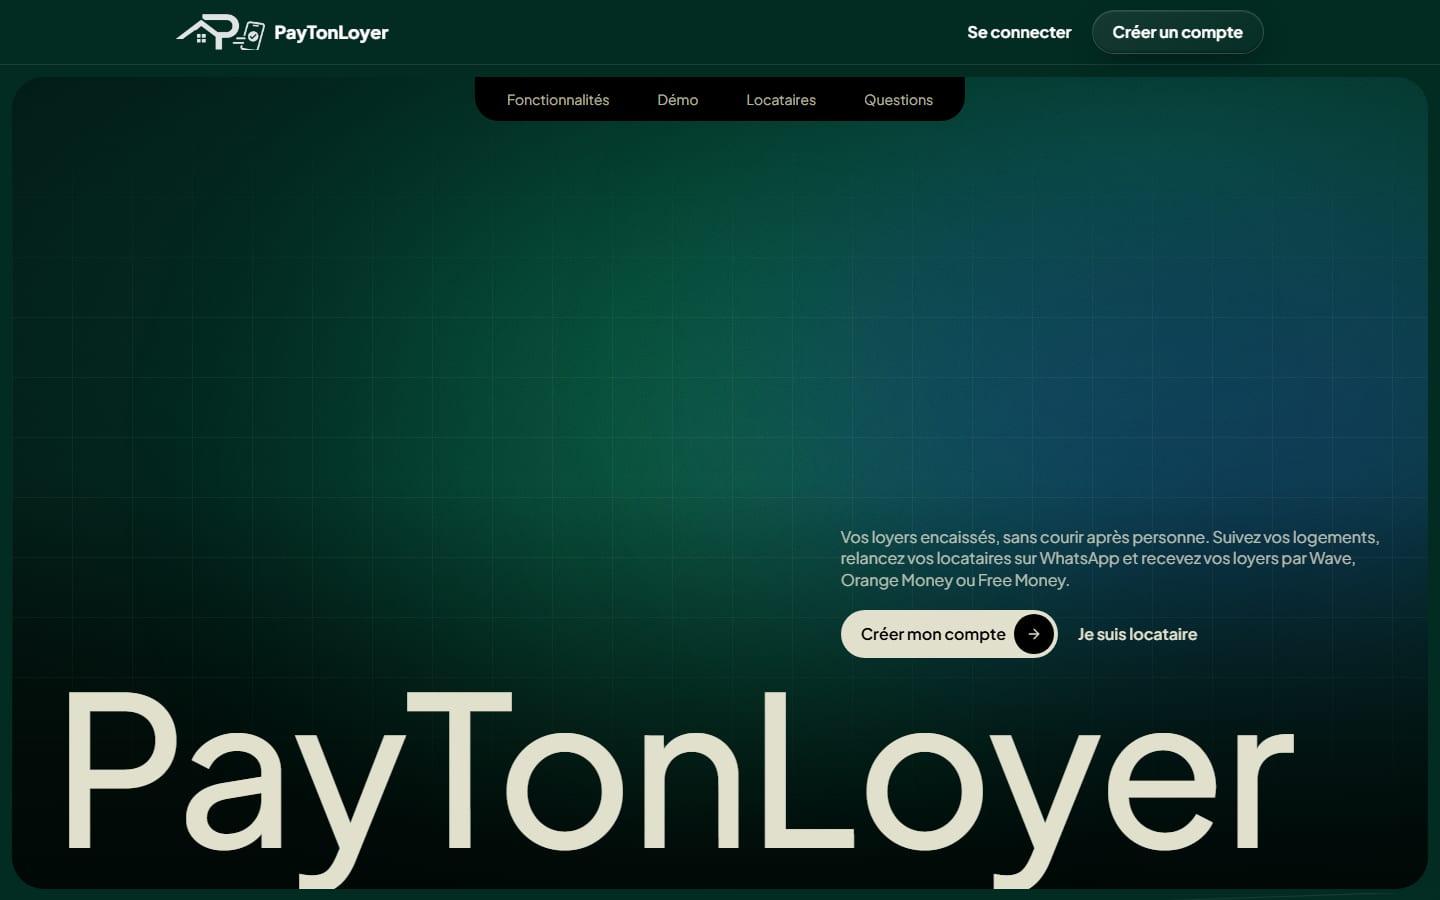 PayTonLoyer
Se connecter
Créer un compte
Fonctionnalités
Démo
Locataires
Questions
Vos loyers encaissés, sans courir après personne. Suivez vos logements,
relancez vos locataires sur WhatsApp et recevez vos loyers par Wave,
Orange Money ou Free Money.
Créer mon compte
Je suis locataire
PayTonLoyer